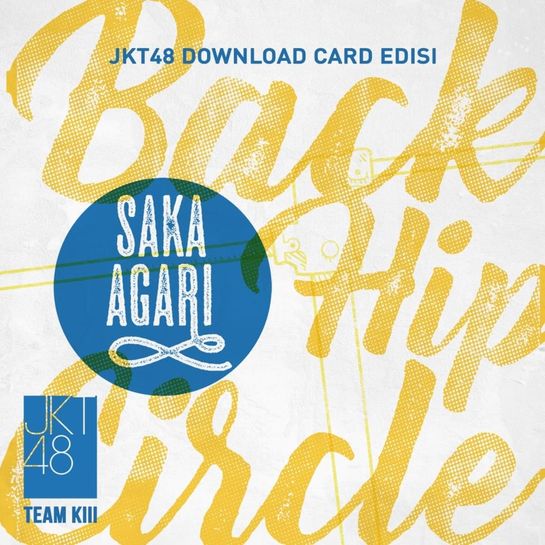 JKT48 DOWNLOAD CARD EDISI
Back
Hip
Circle
SAKA
AGARI
JKT
48
TEAM KIII